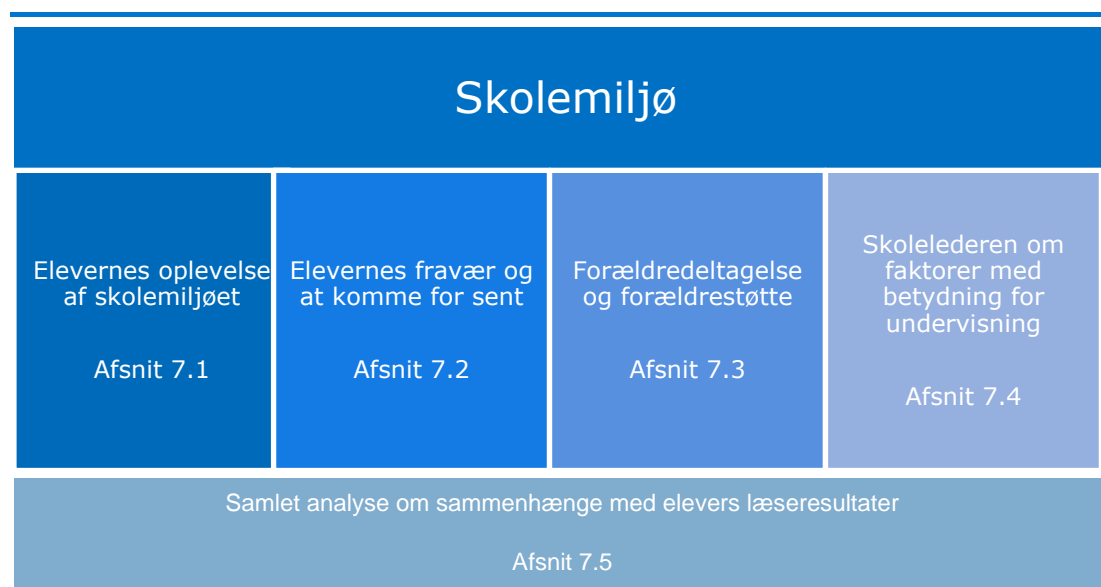 Skolemiljø
Elevernes oplevelse
af skolemiljøet
Afsnit 7.1
Elevernes fravær og
at komme for sent
Afsnit 7.2
Forældredeltagelse
og forældrestøtte
Afsnit 7.3
Skolelederen om
faktorer med
betydning for
undervisning
Afsnit 7.4
Samlet analyse om sammenhænge med elevers læseresultater
Afsnit 7.5